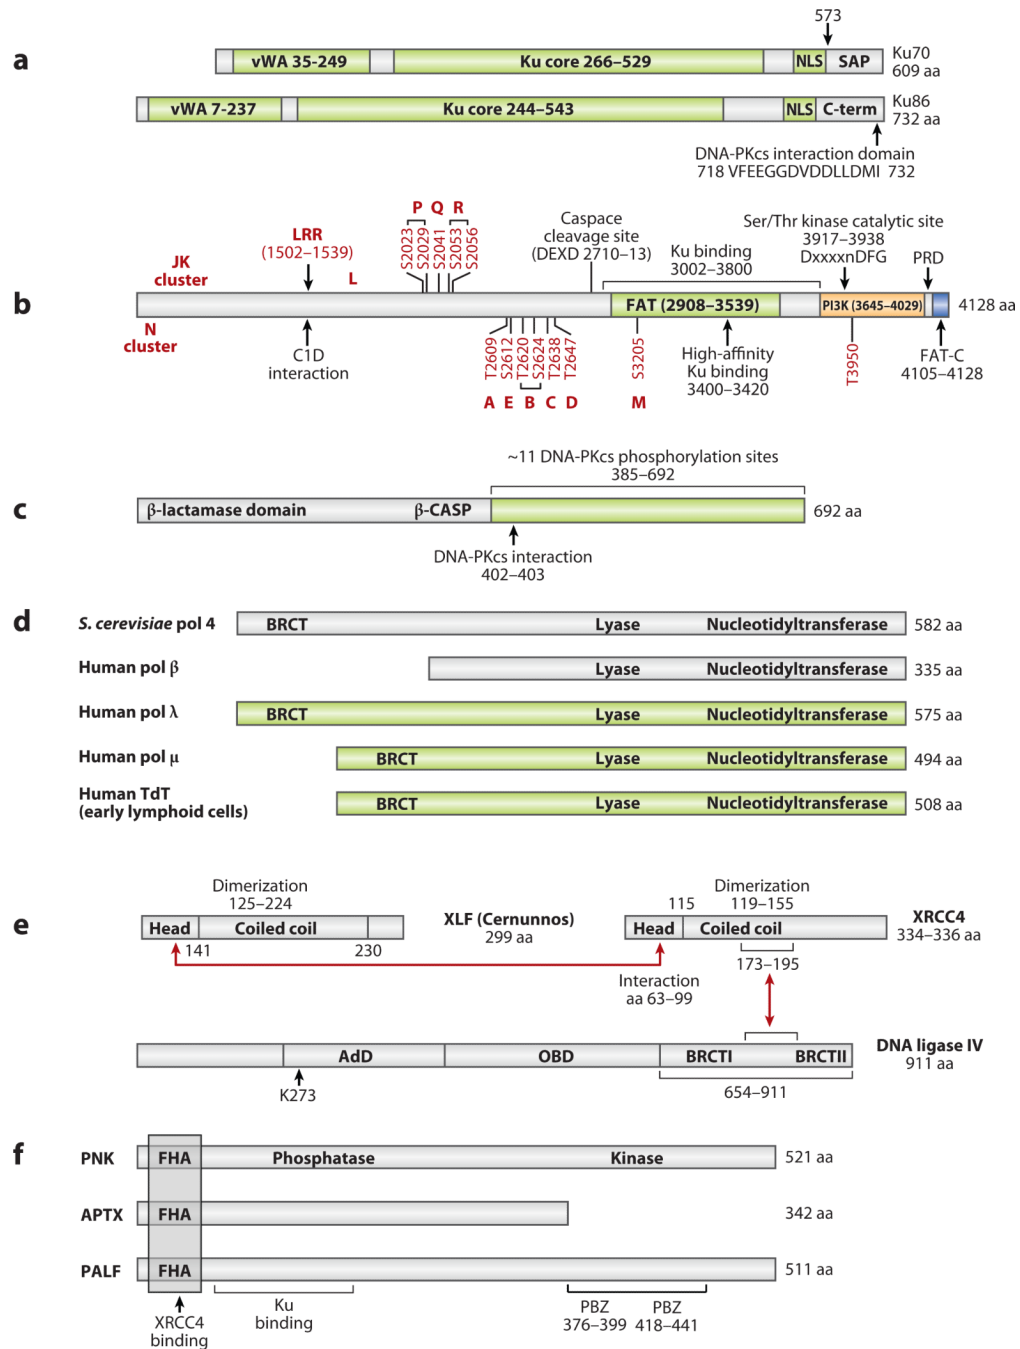 a
573
vWA 35-249
Ku core 266–529
NLS
SAP
Ku70
609 aa
vWA 7-237
Ku core 244–543
NLS
C-term
Ku86
732 aa
DNA-PKcs interaction domain
718 VFEEGGDVDDLLDMI 732
b
P Q R
S2023
S2029
S2041
S2053
S2056
LRR
(1502–1539)
JK
cluster
L
Caspace
cleavage site
(DEXD 2710–13)
Ku binding
3002–3800
Ser/Thr kinase catalytic site
3917–3938
DxxxxnDFG
PRD
FAT (2908–3539)
PI3K (3645–4029)
4128 aa
N
cluster
C1D
interaction
T2609
S2612
T2620
S2624
T2638
T2647
A E B C D
S3205
M
High-affinity
Ku binding
3400–3420
T3950
FAT-C
4105–4128
c
~11 DNA-PKcs phosphorylation sites
385–692
β-lactamase domain
β-CASP
692 aa
DNA-PKcs interaction
402–403
d
S. cerevisiae pol 4
BRCT
Lyase
Nucleotidyltransferase
582 aa
Human pol β
Lyase
Nucleotidyltransferase
335 aa
Human pol λ
BRCT
Lyase
Nucleotidyltransferase
575 aa
Human pol μ
BRCT
Lyase
Nucleotidyltransferase
494 aa
Human TdT
(early lymphoid cells)
BRCT
Lyase
Nucleotidyltransferase
508 aa
e
Dimerization
125–224
Head
Coiled coil
141
230
XLF (Cernunnos)
299 aa
Dimerization
115
119–155
Head
Coiled coil
XRCC4
334–336 aa
173–195
Interaction
aa 63–99
AdD
OBD
BRCTI
BRCTII
DNA ligase IV
911 aa
K273
654–911
f
PNK
FHA
Phosphatase
Kinase
521 aa
APTX
FHA
342 aa
PALF
FHA
511 aa
XRCC4
binding
Ku
binding
PBZ
376–399
PBZ
418–441